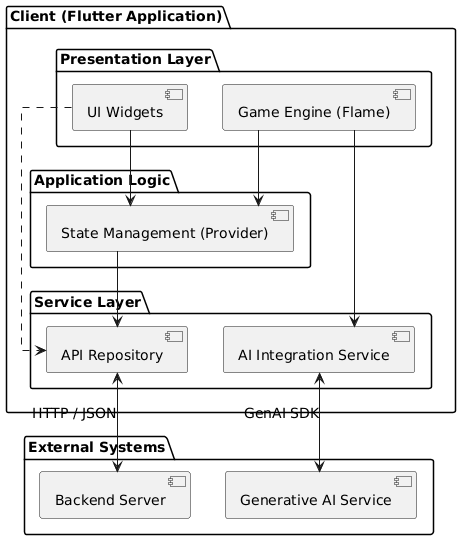 Client (Flutter Application)
Presentation Layer
UI Widgets
Game Engine (Flame)
Application Logic
State Management (Provider)
Service Layer
API Repository
AI Integration Service
HTTP / JSON
GenAI SDK
External Systems
Backend Server
Generative AI Service